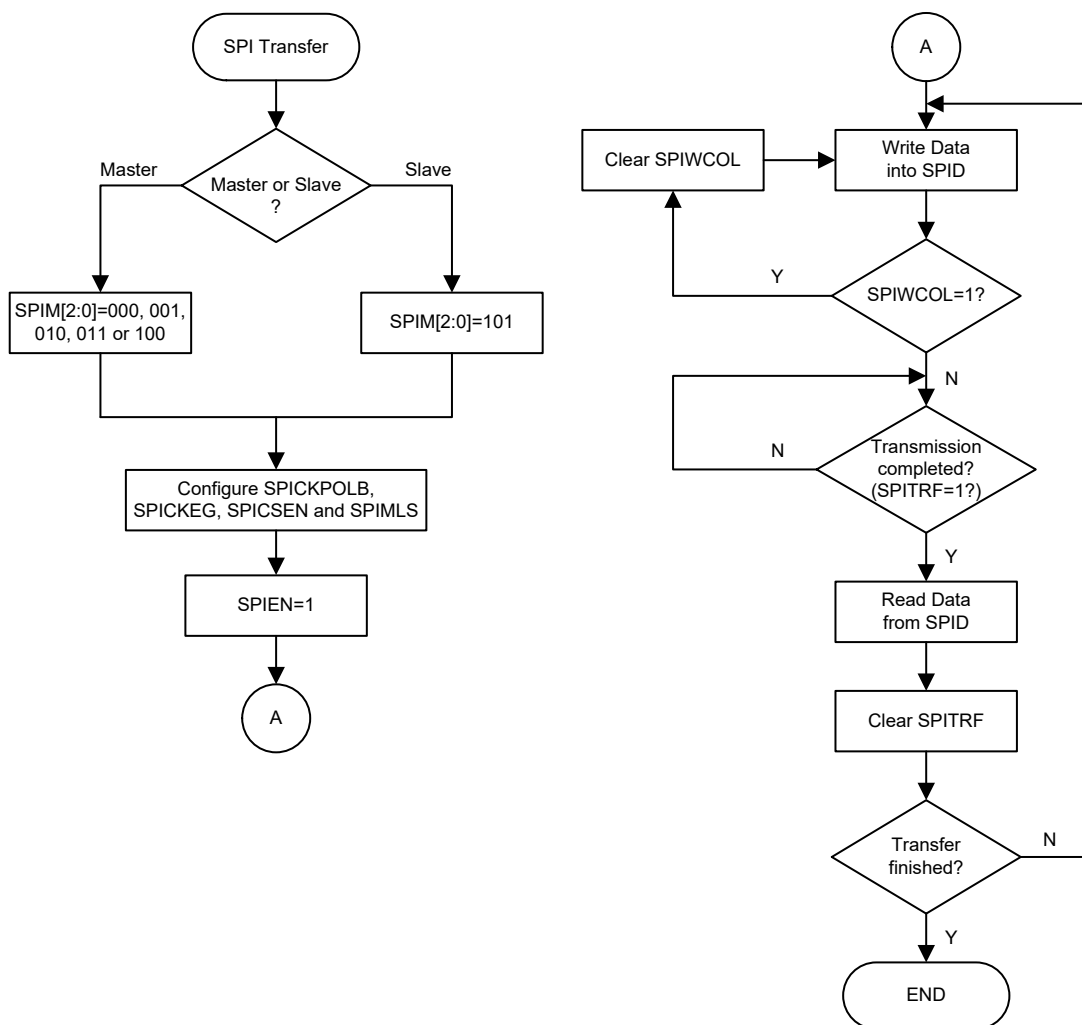 SPI Transfer
Master
Slave
Master or Slave
?
SPIM[2:0]=000, 001,
010, 011 or 100
SPIM[2:0]=101
Configure SPICKPOLB,
SPICKEG, SPICSEN and SPIMLS
SPIEN=1
A
A
Clear SPIWCOL
Write Data
into SPID
Y
SPIWCOL=1?
N
N
Transmission
completed?
(SPITRF=1?)
Y
Read Data
from SPID
Clear SPITRF
Transfer
finished?
N
Y
END